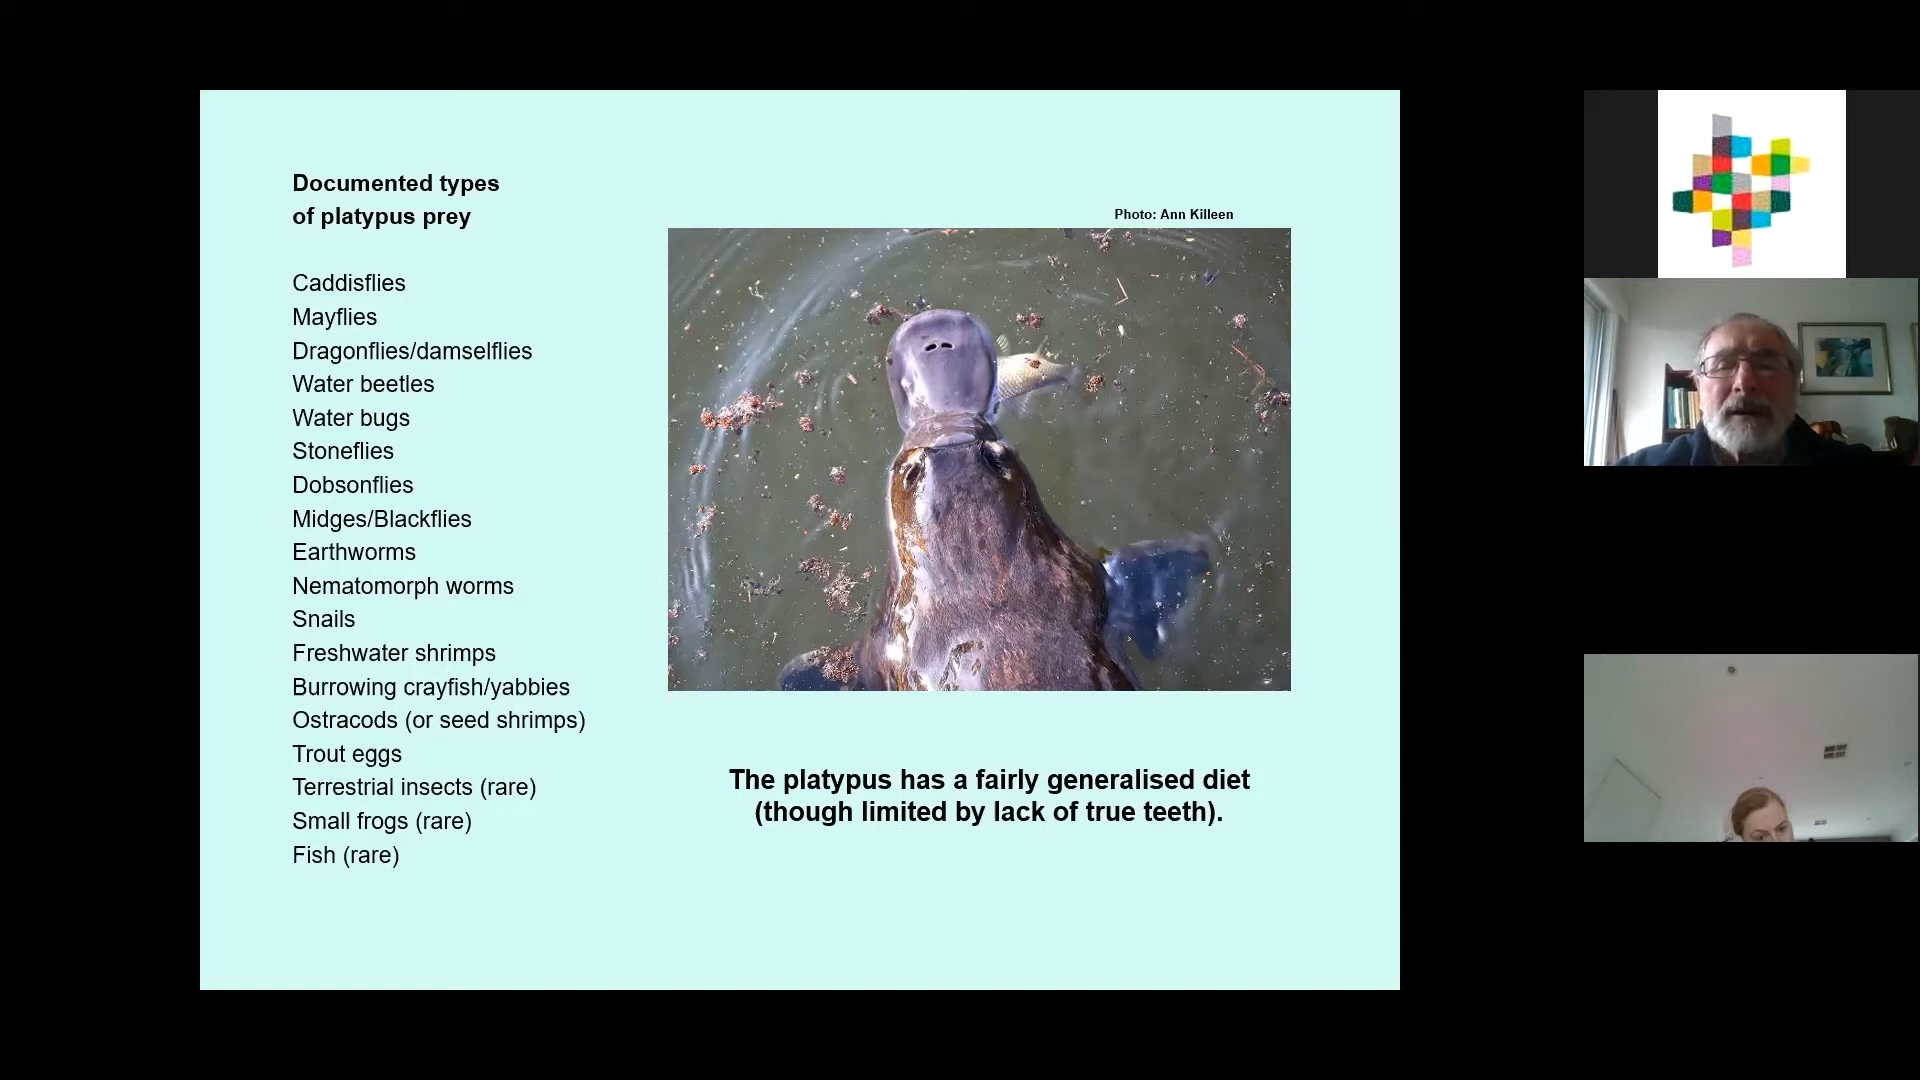 Documented types
of platypus prey
Caddisflies
Mayflies
Dragonflies/damselflies
Water beetles
Water bugs
Stoneflies
Dobsonflies
Midges/Blackflies
Earthworms
Nematomorph worms
Snails
Freshwater shrimps
Burrowing crayfish/yabbies
Ostracods (or seed shrimps)
Trout eggs
Terrestrial insects (rare)
Small frogs (rare)
Fish (rare)
Photo: Ann Killeen
The platypus has a fairly generalised diet
(though limited by lack of true teeth).